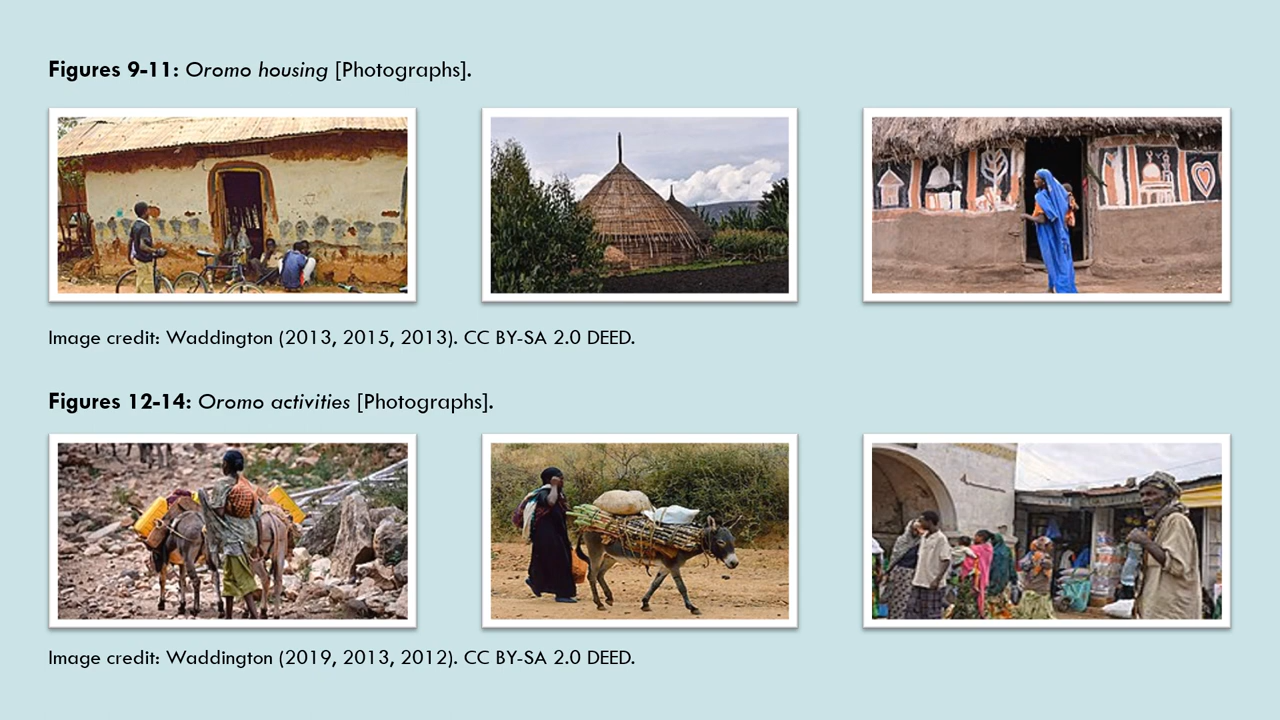 Figures 9-11: Oromo housing [Photographs].
Image credit: Waddington (2013, 2015, 2013). CC BY-SA 2.0 DEED.
Figures 12-14: Oromo activities [Photographs].
Image credit: Waddington (2019, 2013, 2012). CC BY-SA 2.0 DEED.